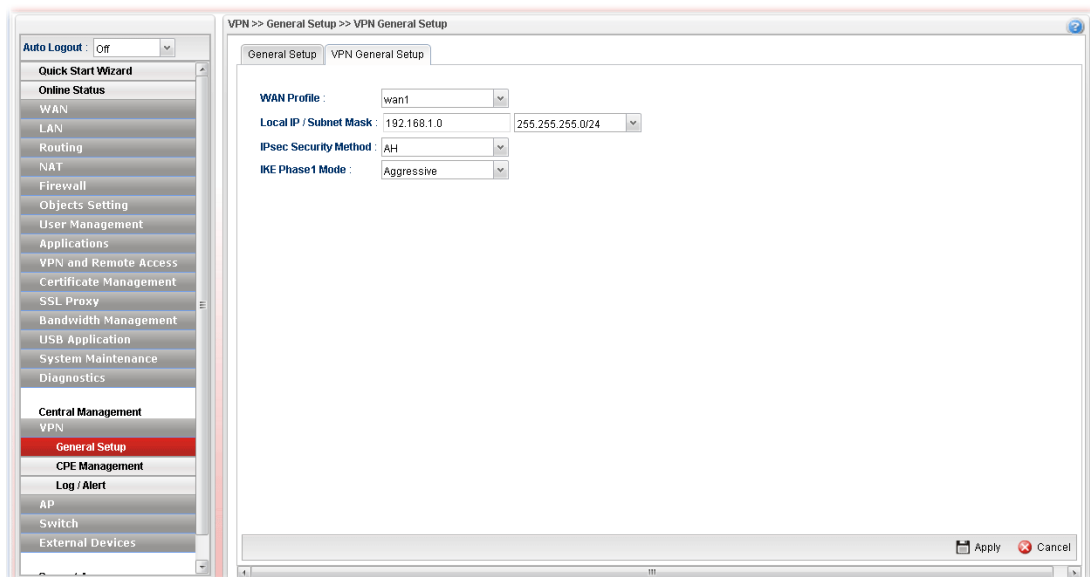 VPN >> General Setup >> VPN General Setup
Auto Logout : Off
Quick Start Wizard
Online Status
WAN
LAN
Routing
NAT
Firewall
Objects Setting
User Management
Applications
VPN and Remote Access
Certificate Management
SSL Proxy
Bandwidth Management
USB Application
System Maintenance
Diagnostics
Central Management
VPN
General Setup
CPE Management
Log / Alert
AP
Switch
External Devices
General Setup VPN General Setup
WAN Profile : wan1
Local IP / Subnet Mask : 192.168.1.0 255.255.255.0/24
IPsec Security Method : AH
IKE Phase1 Mode : Aggressive
Apply Cancel